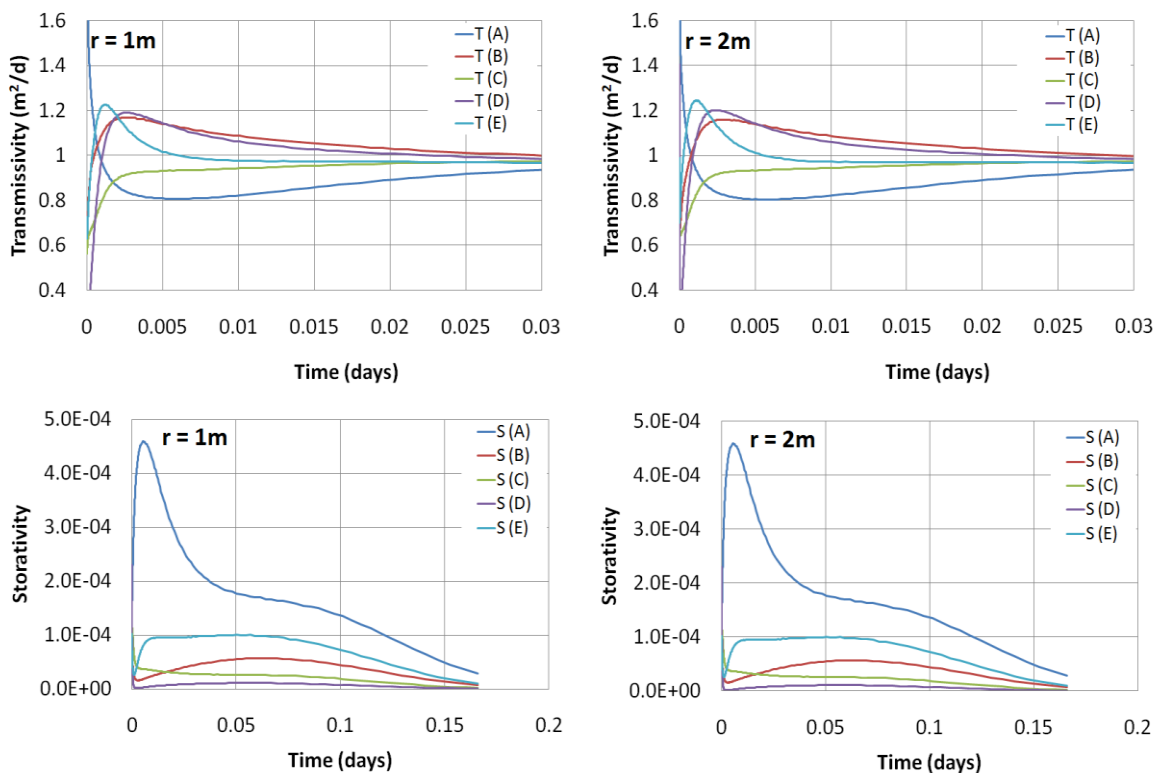 r = 1m
Transmissivity (m²/d)
1.6
1.4
1.2
1
0.8
0.6
0.4
T (A)
T (B)
T (C)
T (D)
T (E)
0 0.005 0.01 0.015 0.02 0.025 0.03
Time (days)
r = 2m
Transmissivity (m²/d)
1.6
1.4
1.2
1
0.8
0.6
0.4
T (A)
T (B)
T (C)
T (D)
T (E)
0 0.005 0.01 0.015 0.02 0.025 0.03
Time (days)
r = 1m
Storativity
5.0E-04
4.0E-04
3.0E-04
2.0E-04
1.0E-04
0.0E+00
S (A)
S (B)
S (C)
S (D)
S (E)
0 0.05 0.1 0.15 0.2
Time (days)
r = 2m
Storativity
5.0E-04
4.0E-04
3.0E-04
2.0E-04
1.0E-04
0.0E+00
S (A)
S (B)
S (C)
S (D)
S (E)
0 0.05 0.1 0.15 0.2
Time (days)